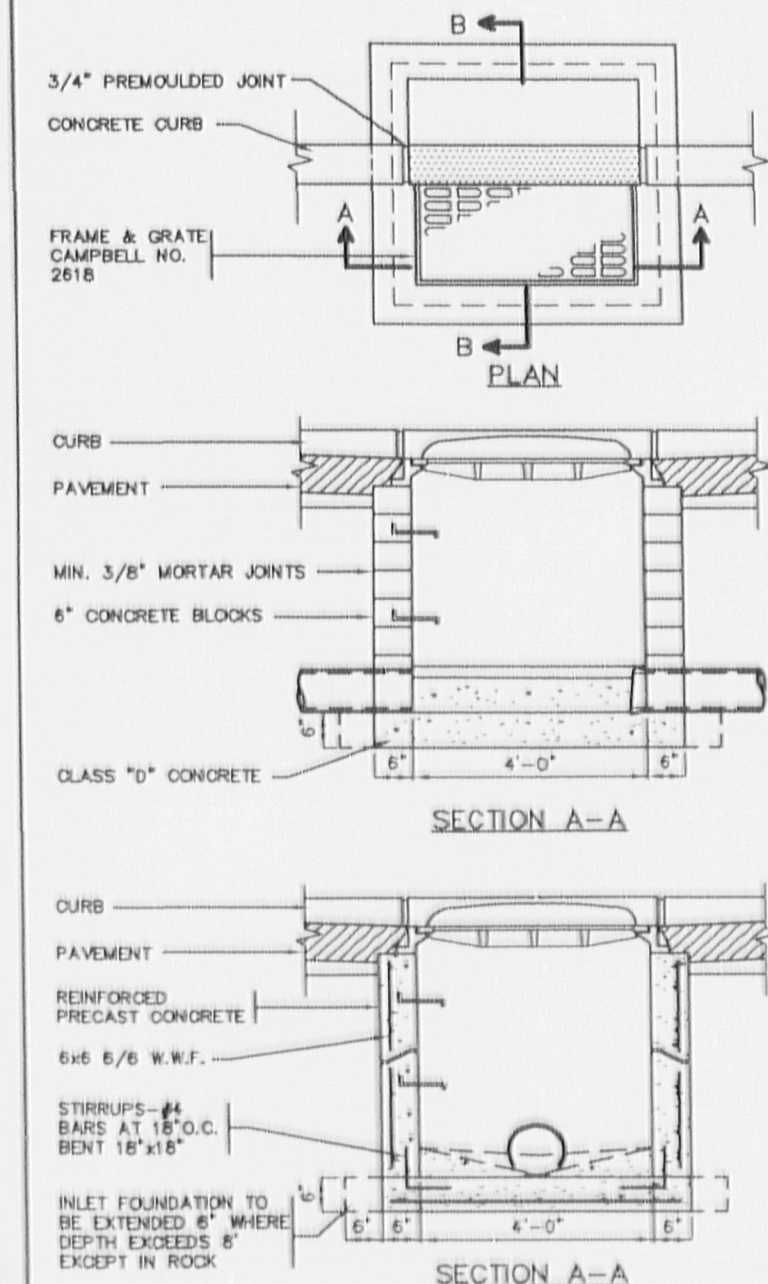 B
3/4" PREMOULDED JOINT
CONCRETE CURB
A
A
FRAME & GRATE
CAMPBELL NO.
2618
B
PLAN
CURB
PAVEMENT
MIN. 3/8" MORTAR JOINTS
6" CONCRETE BLOCKS
6"
CLASS "D" CONCRETE
6" 4'-0" 6"
SECTION A-A
CURB
PAVEMENT
REINFORCED
PRECAST CONCRETE
6x6 6/6 W.W.F.
STIRRUPS-#4
BARS AT 18"O.C.
BENT 18"x18"
6"
INLET FOUNDATION TO
BE EXTENDED 6" WHERE
DEPTH EXCEEDS 8'
EXCEPT IN ROCK
6" 6" 4'-0" 6"
SECTION A-A